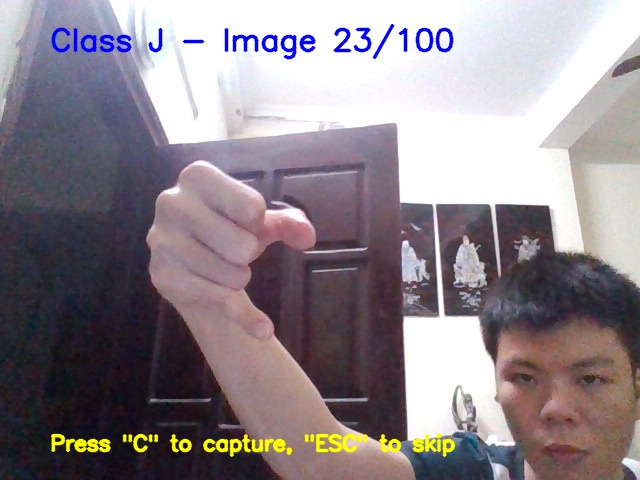 Class J - Image 23/100
Press "C" to capture, "ESC" to skip